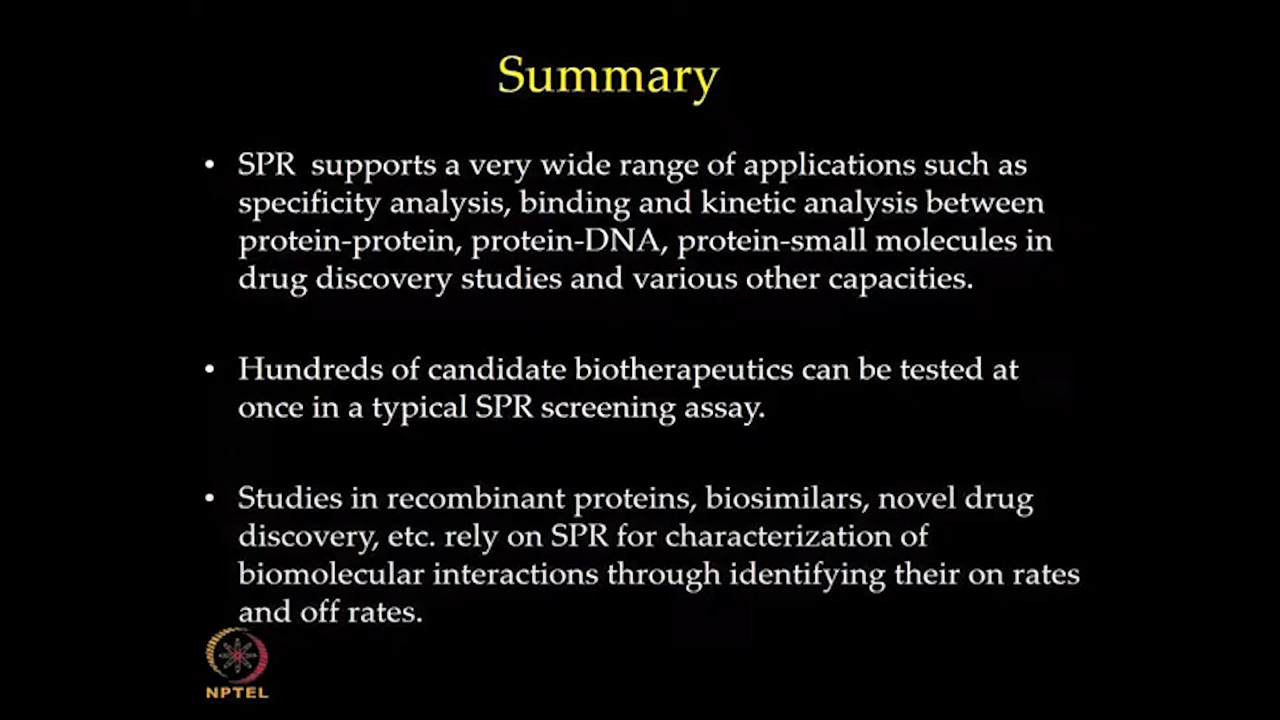 Summary
• SPR  supports a very wide range of applications such as
specificity analysis, binding and kinetic analysis between
protein-protein, protein-DNA, protein-small molecules in
drug discovery studies and various other capacities.
• Hundreds of candidate biotherapeutics can be tested at
once in a typical SPR screening assay.
• Studies in recombinant proteins, biosimilars, novel drug
discovery, etc. rely on SPR for characterization of
biomolecular interactions through identifying their on rates
and off rates.
NPTEL